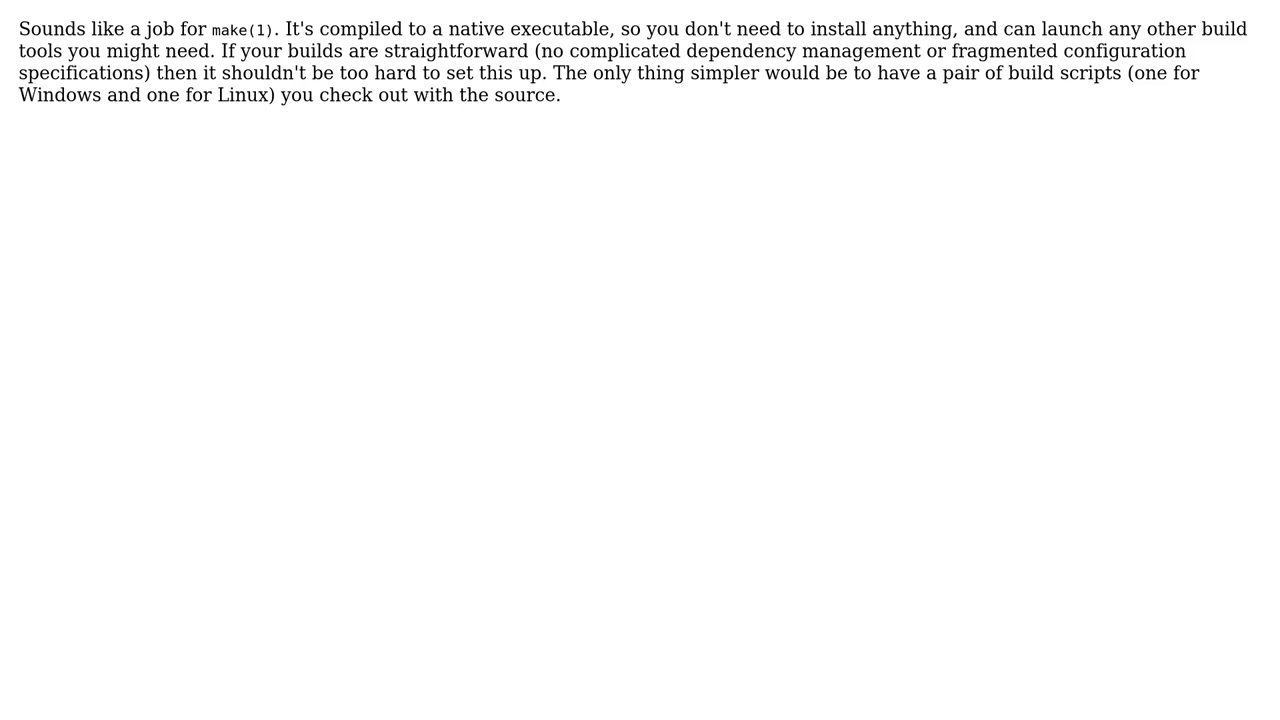 Sounds like a job for make(1). It's compiled to a native executable, so you don't need to install anything, and can launch any other build
tools you might need. If your builds are straightforward (no complicated dependency management or fragmented configuration
specifications) then it shouldn't be too hard to set this up. The only thing simpler would be to have a pair of build scripts (one for
Windows and one for Linux) you check out with the source.